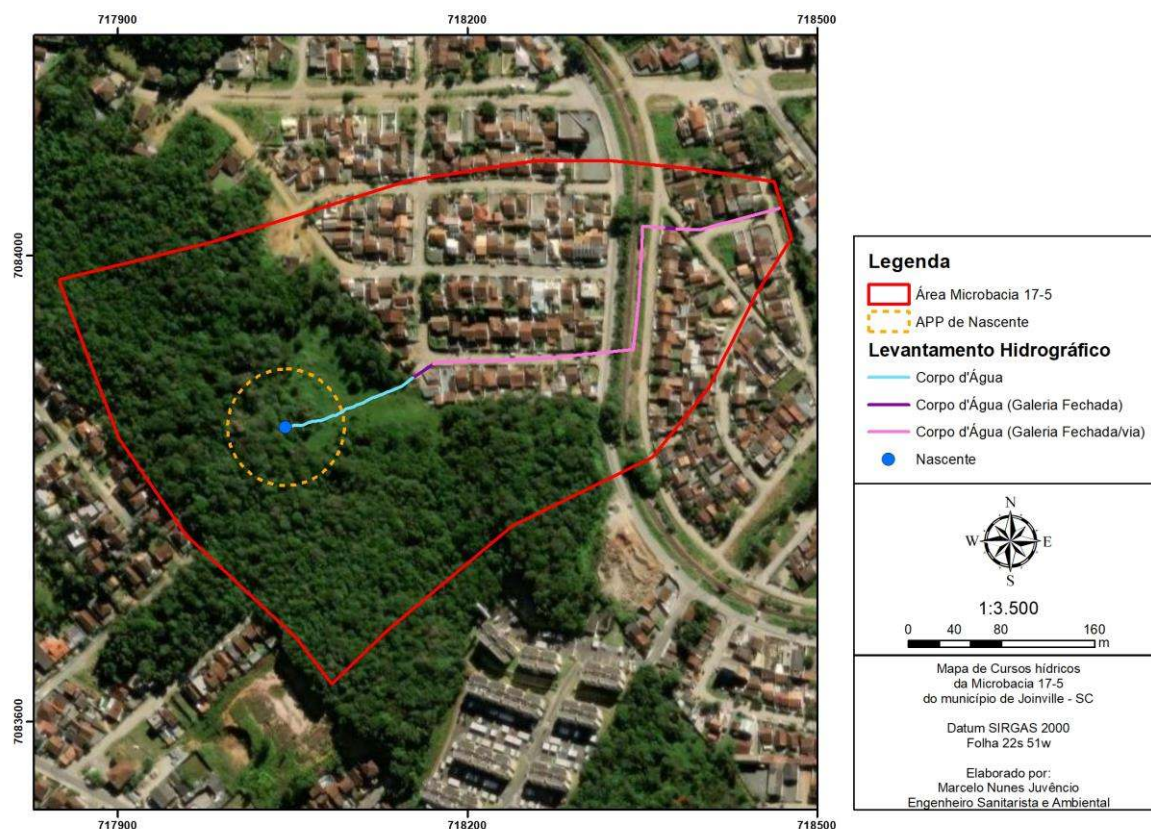 717900
718200
718500
7084000
7083600
717900
718200
718500
Legenda
Área Microbacia 17-5
APP de Nascente
Levantamento Hidrográfico
Corpo d'Água
Corpo d'Água (Galeria Fechada)
Corpo d'Água (Galeria Fechada/via)
Nascente
N
W
E
S
1:3.500
0 40 80 160
m
Mapa de Cursos hídricos
da Microbacia 17-5
do município de Joinville - SC
Datum SIRGAS 2000
Folha 22s 51w
Elaborado por:
Marcelo Nunes Juvêncio
Engenheiro Sanitarista e Ambiental